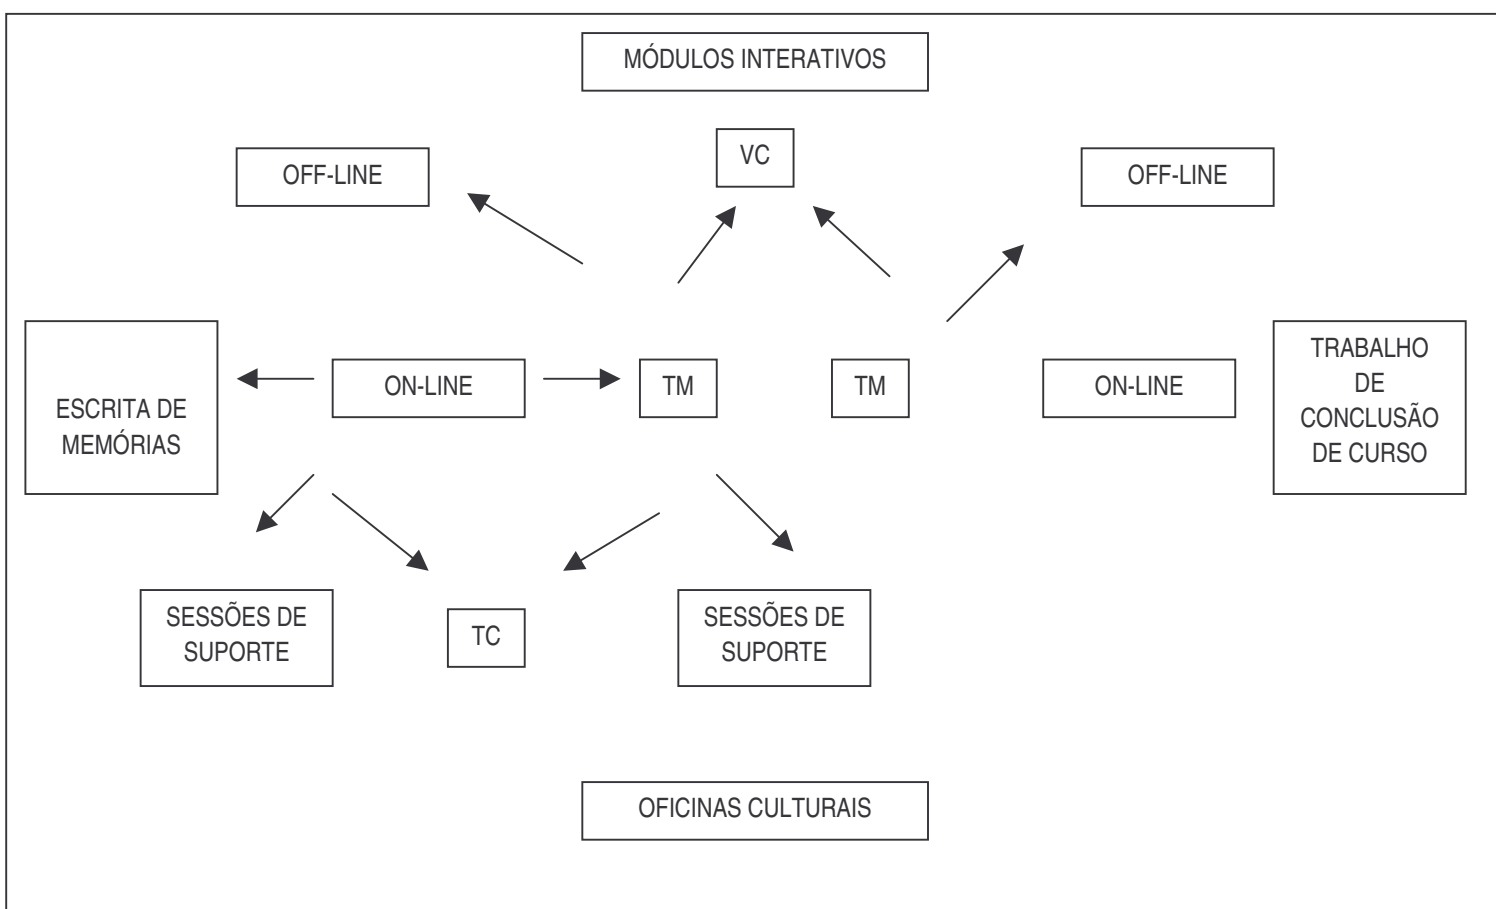 MÓDULOS INTERATIVOS
VC
OFF-LINE
OFF-LINE
ESCRITA DE
MEMÓRIAS
ON-LINE
TM
TM
ON-LINE
TRABALHO
DE
CONCLUSÃO
DE CURSO
SESSÕES DE
SUPORTE
TC
SESSÕES DE
SUPORTE
OFICINAS CULTURAIS